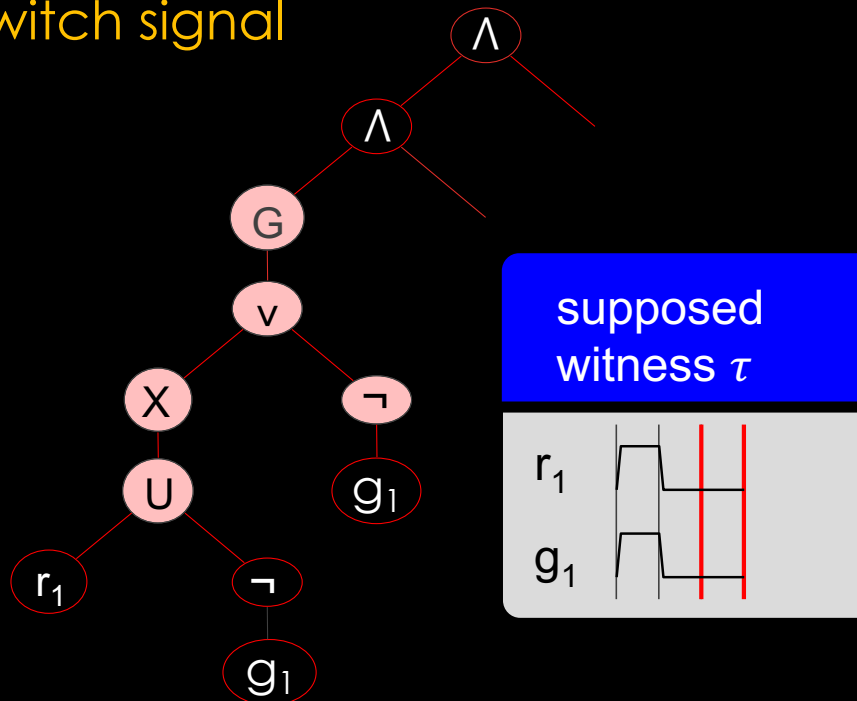 witch signal
Λ
Λ
G
v
X
¬
U
g₁
r₁
¬
g₁
supposed
witness τ
r₁
g₁